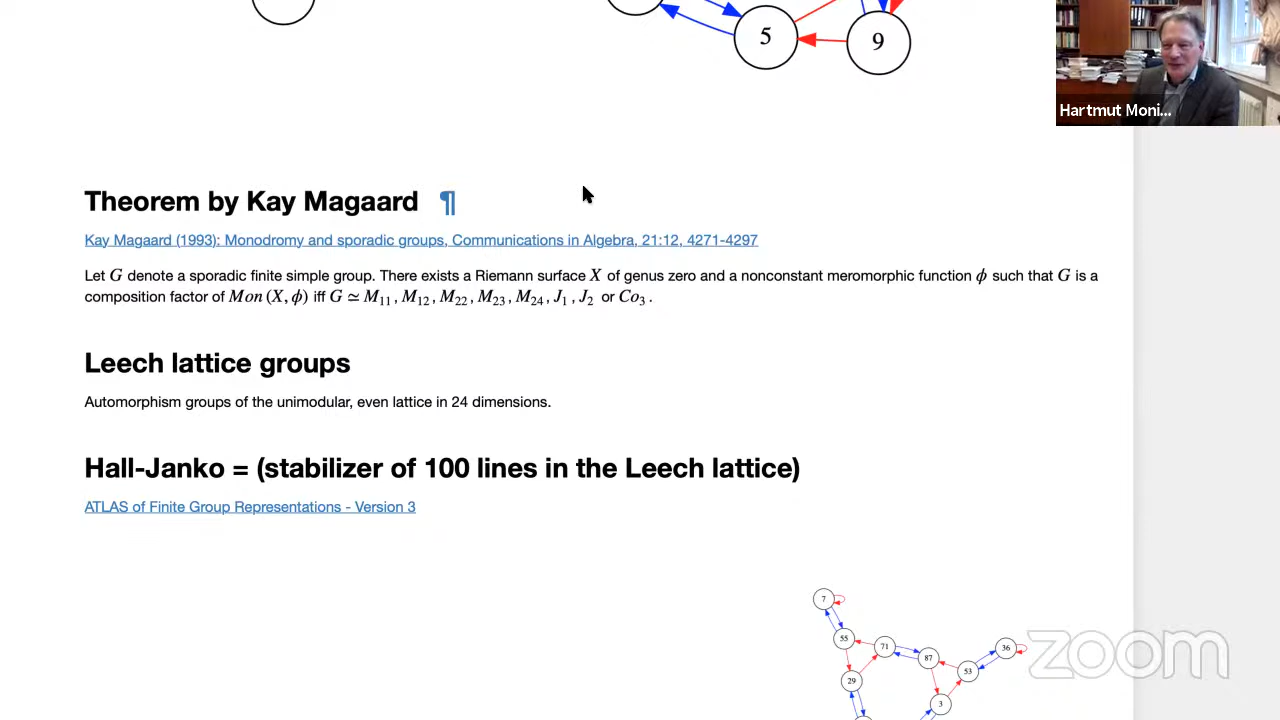 5
9
Hartmut Moni...
Theorem by Kay Magaard ¶
Kay Magaard (1993): Monodromy and sporadic groups, Communications in Algebra, 21:12, 4271-4297
Let G denote a sporadic finite simple group. There exists a Riemann surface X of genus zero and a nonconstant meromorphic function ϕ such that G is a
composition factor of Mon (X, ϕ) iff G ≃ M₁₁, M₁₂, M₂₂, M₂₃, M₂₄, J₁, J₂ or Co₃.
Leech lattice groups
Automorphism groups of the unimodular, even lattice in 24 dimensions.
Hall-Janko = (stabilizer of 100 lines in the Leech lattice)
ATLAS of Finite Group Representations - Version 3
7
55
71
87
36
53
29
3
zoom